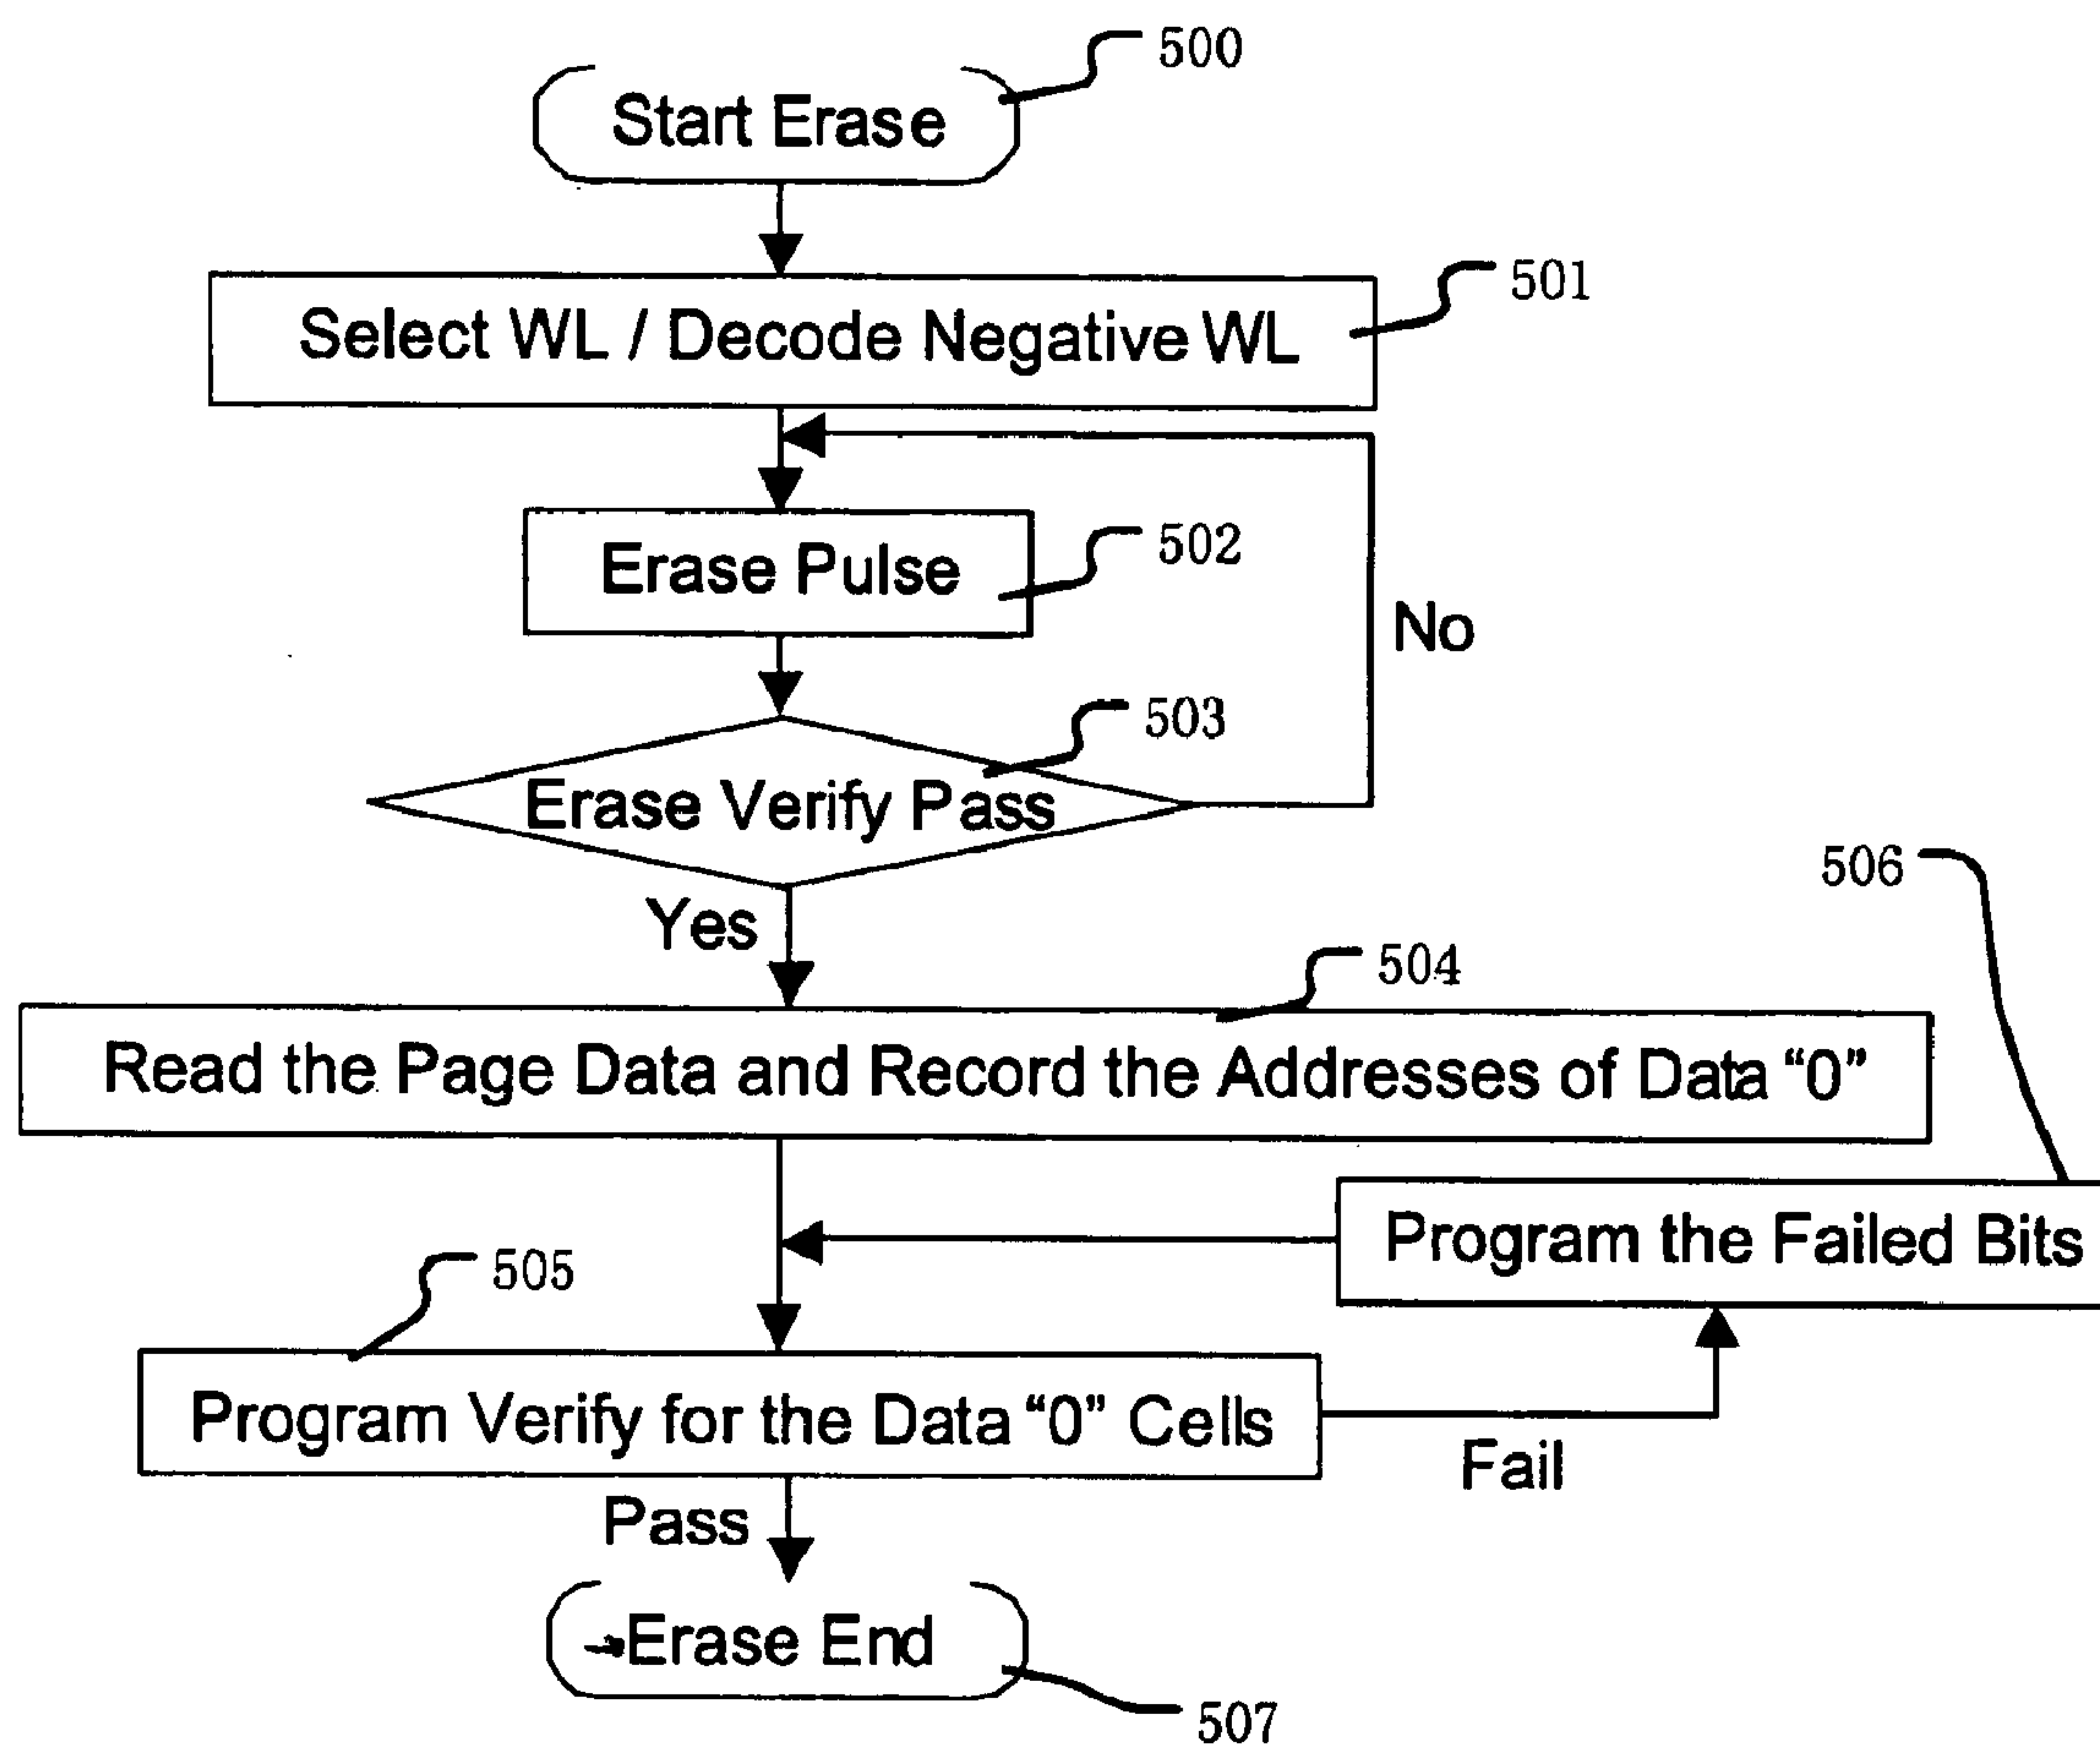 500
Start Erase
501
Select WL / Decode Negative WL
502
Erase Pulse
No
503
Erase Verify Pass
506
Yes
504
Read the Page Data and Record the Addresses of Data “0”
Program the Failed Bits
505
Program Verify for the Data “0” Cells
Fail
Pass
Erase End
507